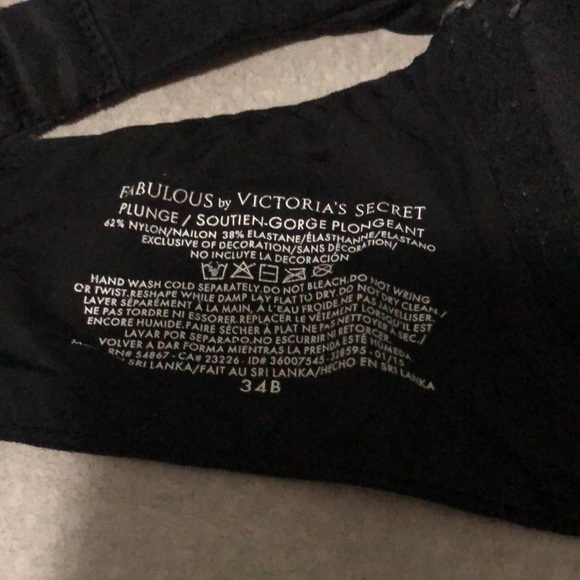 FABULOUS by VICTORIA'S SECRET
PLUNGE / SOUTIEN-GORGE PLONGEANT
62% NYLON/NAILON 38% ELASTANE/ÉLASTHANNE/ELASTANO
EXCLUSIVE OF DECORATION/SANS DÉCORATION/
NO INCLUYE LA DECORACIÓN
HAND WASH COLD SEPARATELY.DO NOT BLEACH.DO NOT WRING
OR TWIST.RESHAPE WHILE DAMP LAY FLAT TO DRY DO NOT DRY CLEAN /
LAVER SÉPARÉMENT À LA MAIN, À L'EAU FROIDE NE PAS JAVELLISER
NE PAS TORDRE NI ESSORER.REPLACER LE VÊTEMENT LORSQU'IL EST
ENCORE HUMIDE.FAIRE SÉCHER À PLAT NE PAS NETTOYER À SEC./
LAVAR POR SEPARADO.NO ESCURRIR NI RETORCER.
VOLVER A DAR FORMA MIENTRAS LA PRENDA ESTÉ HÚMEDA
RN# 54867 - CA# 23226 - ID# 36007545 - 338595 - 01/15
SRI LANKA/FAIT AU SRI LANKA/HECHO EN SRI LANKA
34B